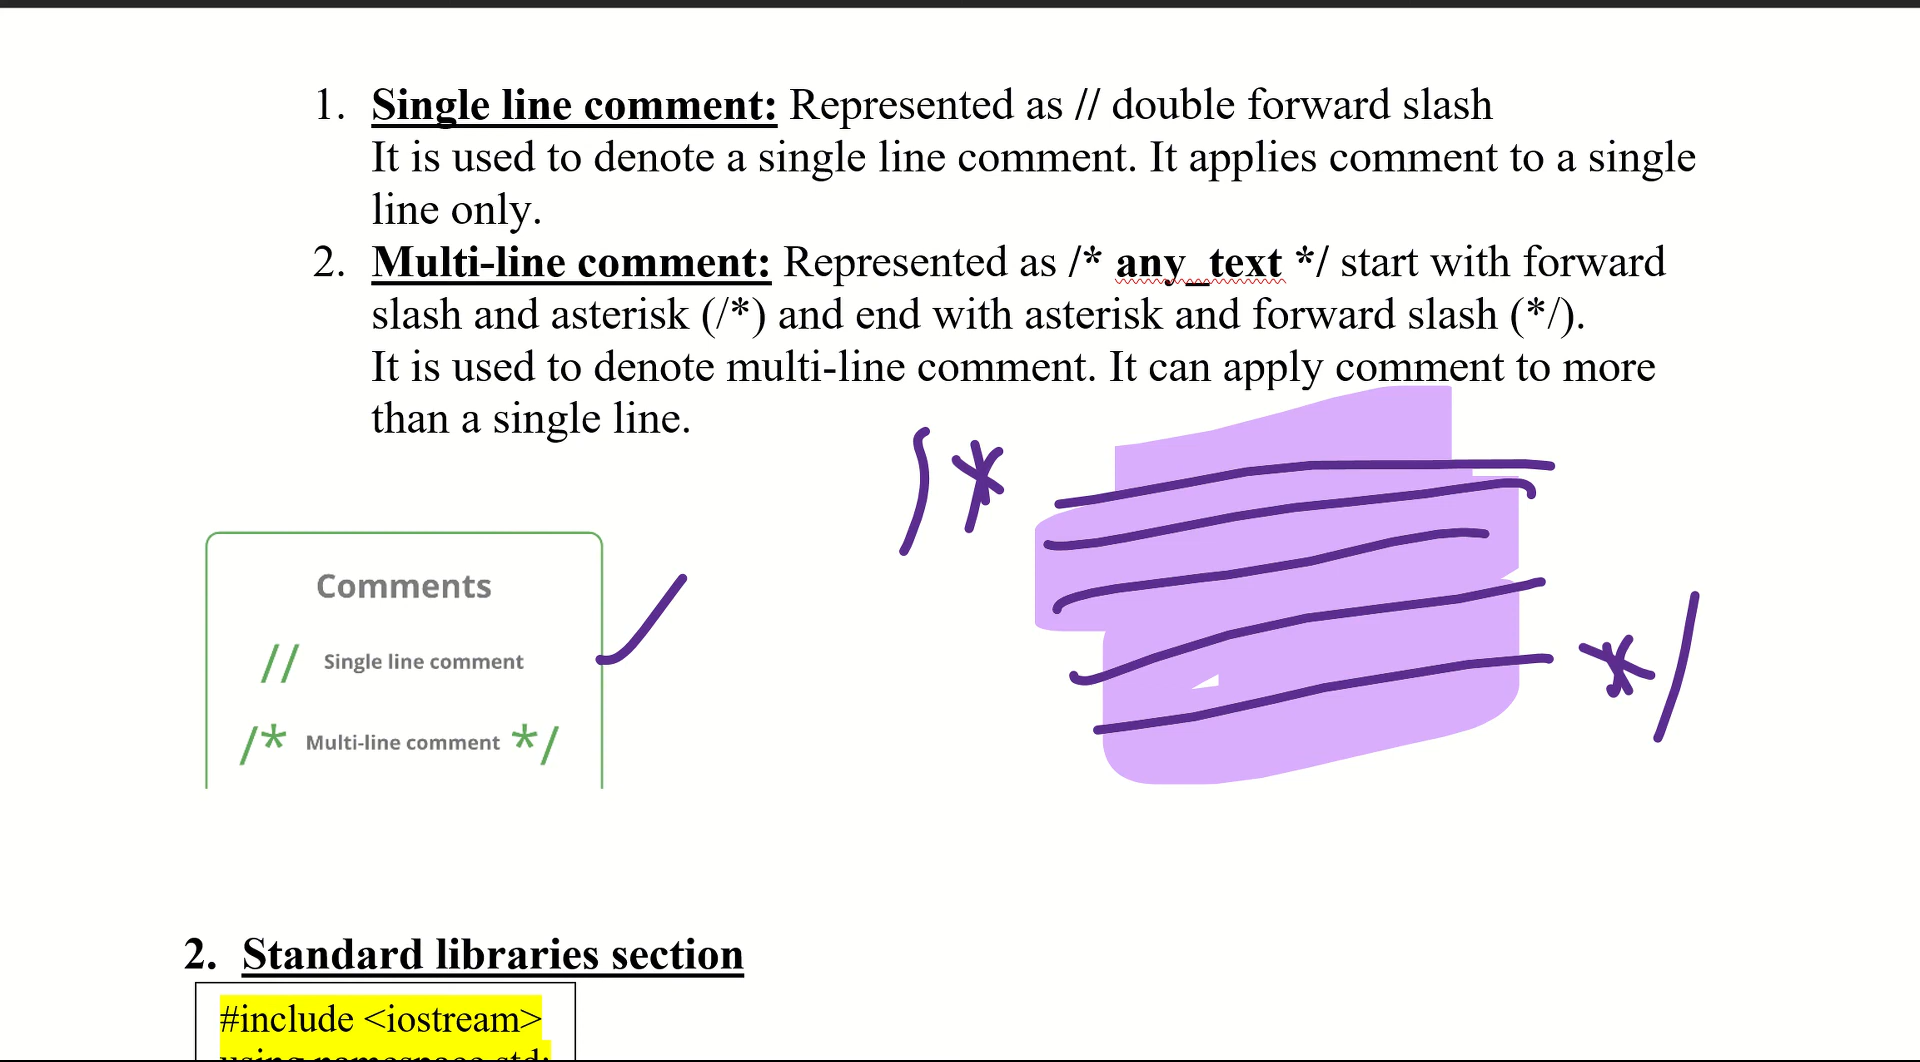 1. Single line comment: Represented as // double forward slash
It is used to denote a single line comment. It applies comment to a single
line only.
2. Multi-line comment: Represented as /* any_text */ start with forward
slash and asterisk (/*) and end with asterisk and forward slash (*/).
It is used to denote multi-line comment. It can apply comment to more
than a single line.
/*
*/
Comments
// Single line comment
/* Multi-line comment */
2. Standard libraries section
#include <iostream>
using namespace std;